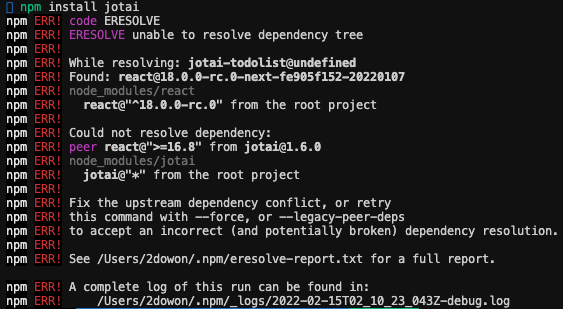 npm install jotai
npm ERR! code ERESOLVE
npm ERR! ERESOLVE unable to resolve dependency tree
npm ERR!
npm ERR! While resolving: jotai-todolist@undefined
npm ERR! Found: react@18.0.0-rc.0-next-fe905f152-20220107
npm ERR! node_modules/react
npm ERR!   react@"^18.0.0-rc.0" from the root project
npm ERR!
npm ERR! Could not resolve dependency:
npm ERR! peer react@">=16.8" from jotai@1.6.0
npm ERR! node_modules/jotai
npm ERR!   jotai@"*" from the root project
npm ERR!
npm ERR! Fix the upstream dependency conflict, or retry
npm ERR! this command with --force, or --legacy-peer-deps
npm ERR! to accept an incorrect (and potentially broken) dependency resolution.
npm ERR!
npm ERR! See /Users/2dowon/.npm/eresolve-report.txt for a full report.
npm ERR! A complete log of this run can be found in:
npm ERR!     /Users/2dowon/.npm/_logs/2022-02-15T02_10_23_043Z-debug.log